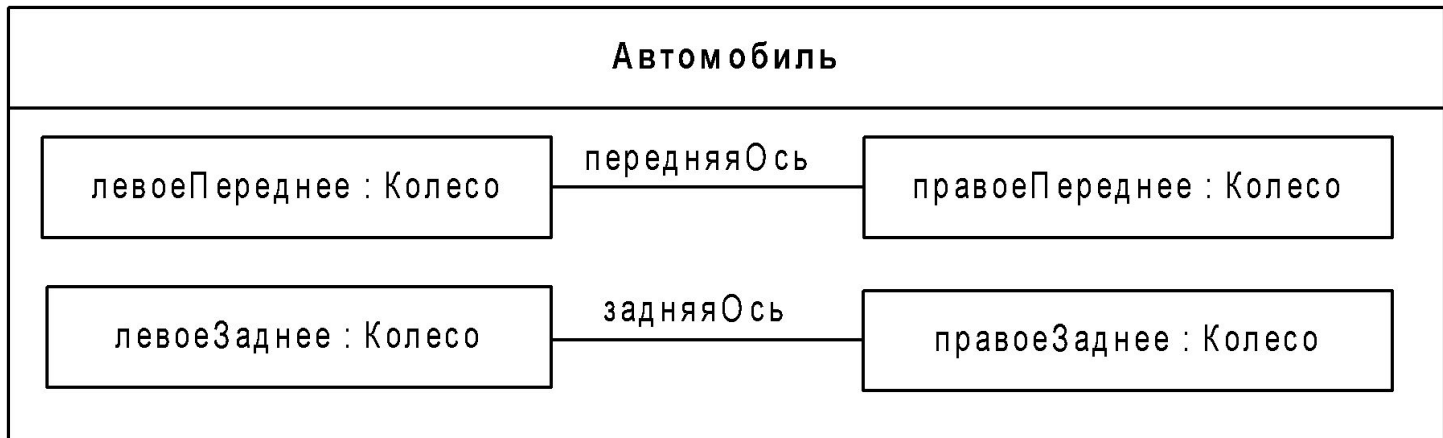 Автомобиль
передняяОсь
левоеПереднее : Колесо
правоеПереднее : Колесо
задняяОсь
левоеЗаднее : Колесо
правоеЗаднее : Колесо